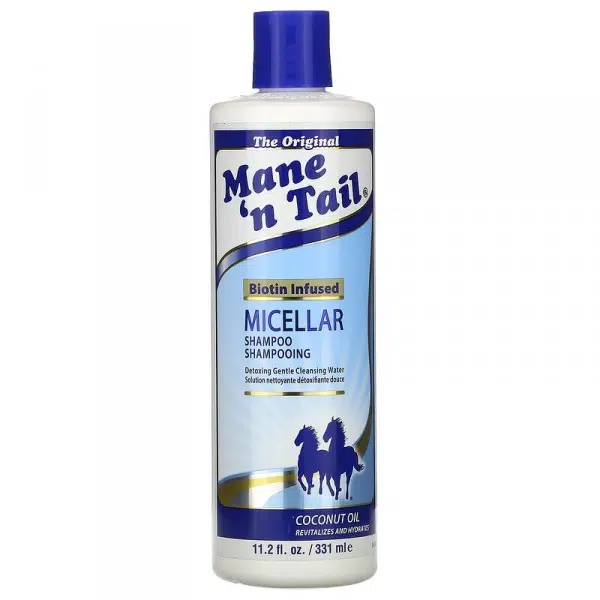 The Original
Mane
'n Tail®
Biotin Infused
MICELLAR
SHAMPOO
SHAMPOOING
Detoxing Gentle Cleansing Water
Solution nettoyante détoxifiante douce
COCONUT OIL
REVITALIZES AND HYDRATES
11.2 fl. oz. / 331 ml e